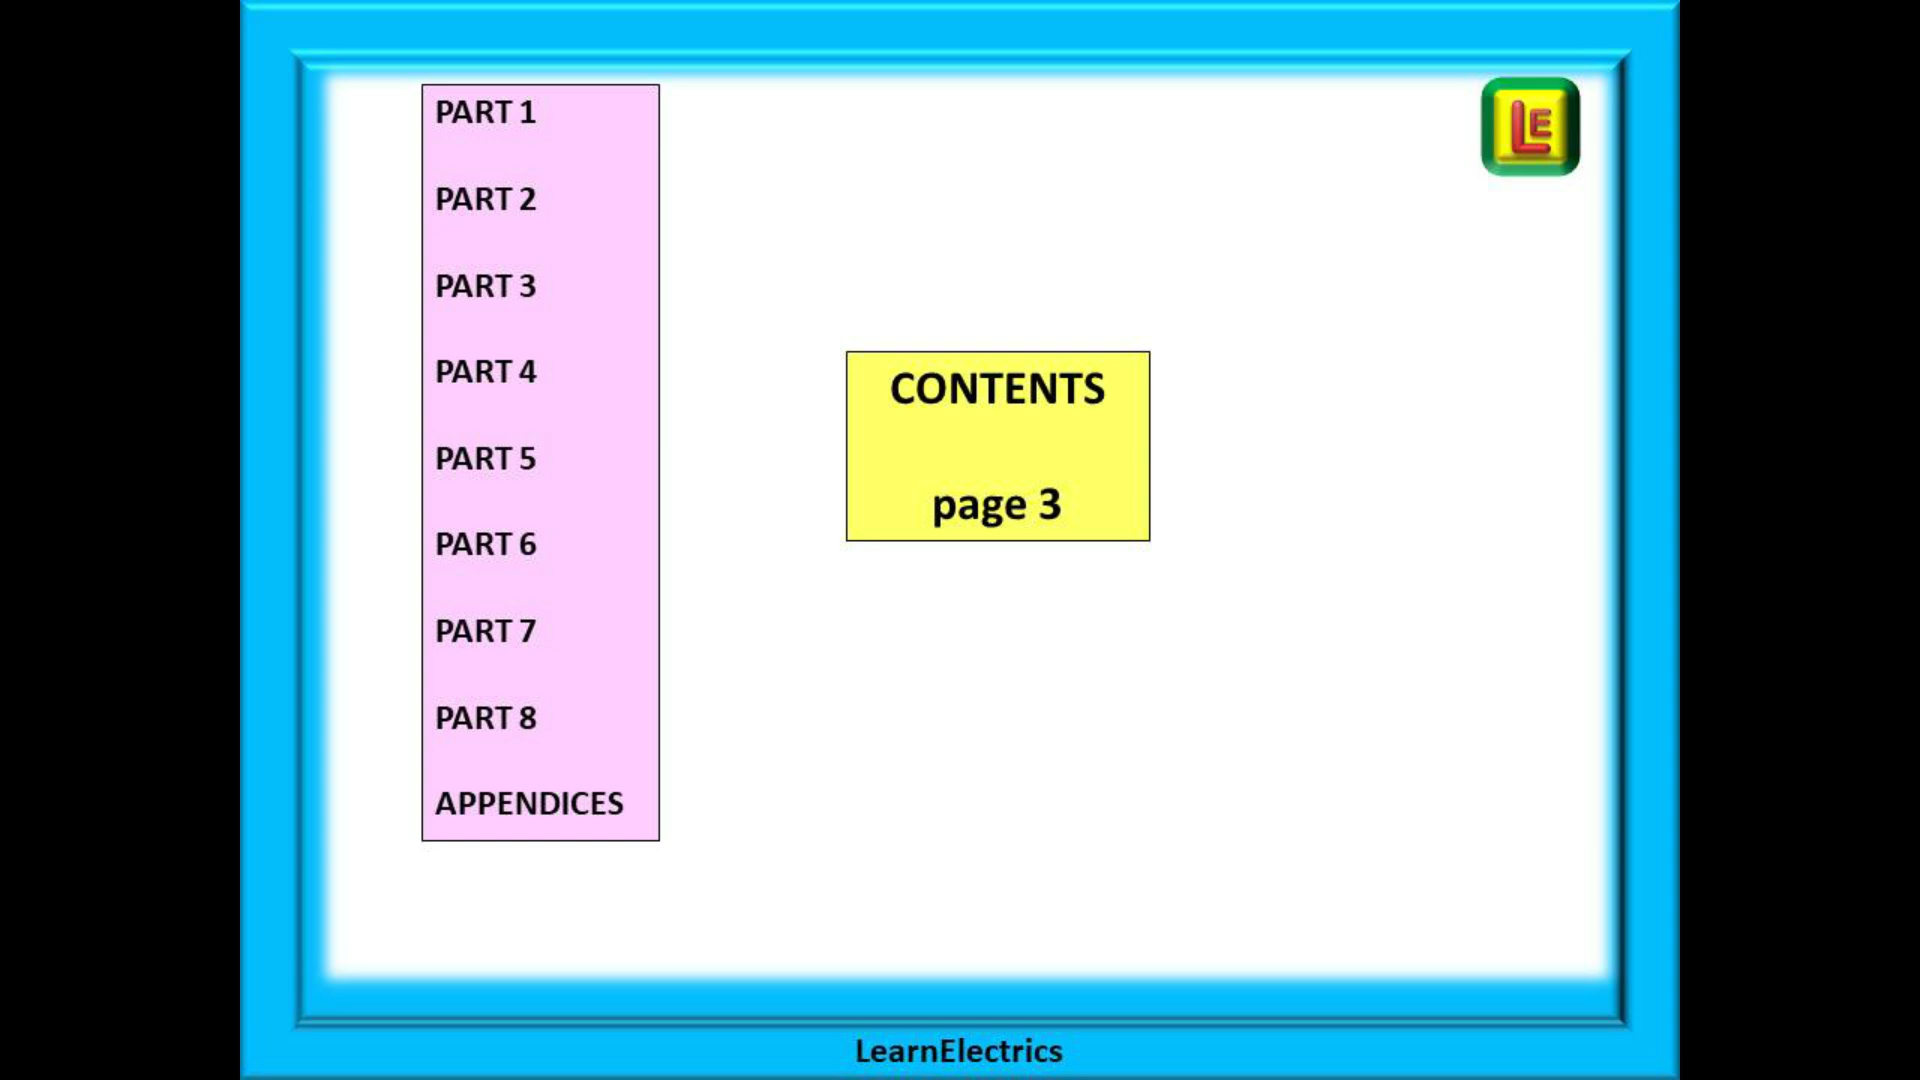 PART 1
PART 2
PART 3
PART 4
PART 5
PART 6
PART 7
PART 8
APPENDICES
CONTENTS
page 3
LE
LearnElectrics